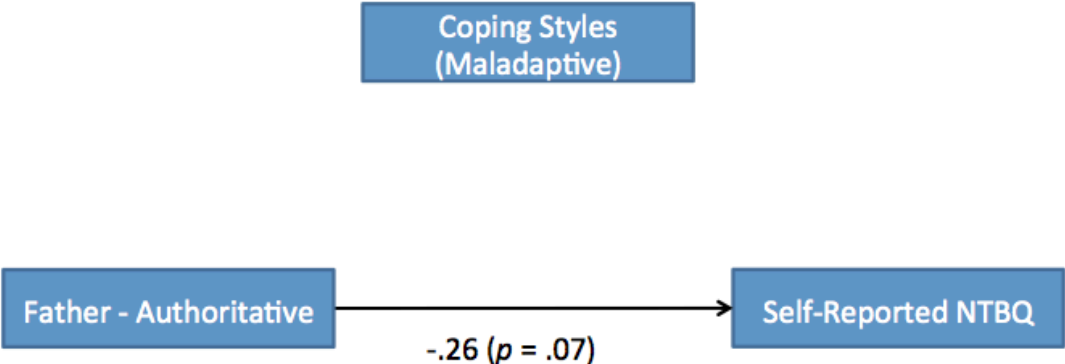 Coping Styles
(Maladaptive)
Father - Authoritative
Self-Reported NTBQ
-.26 (p = .07)